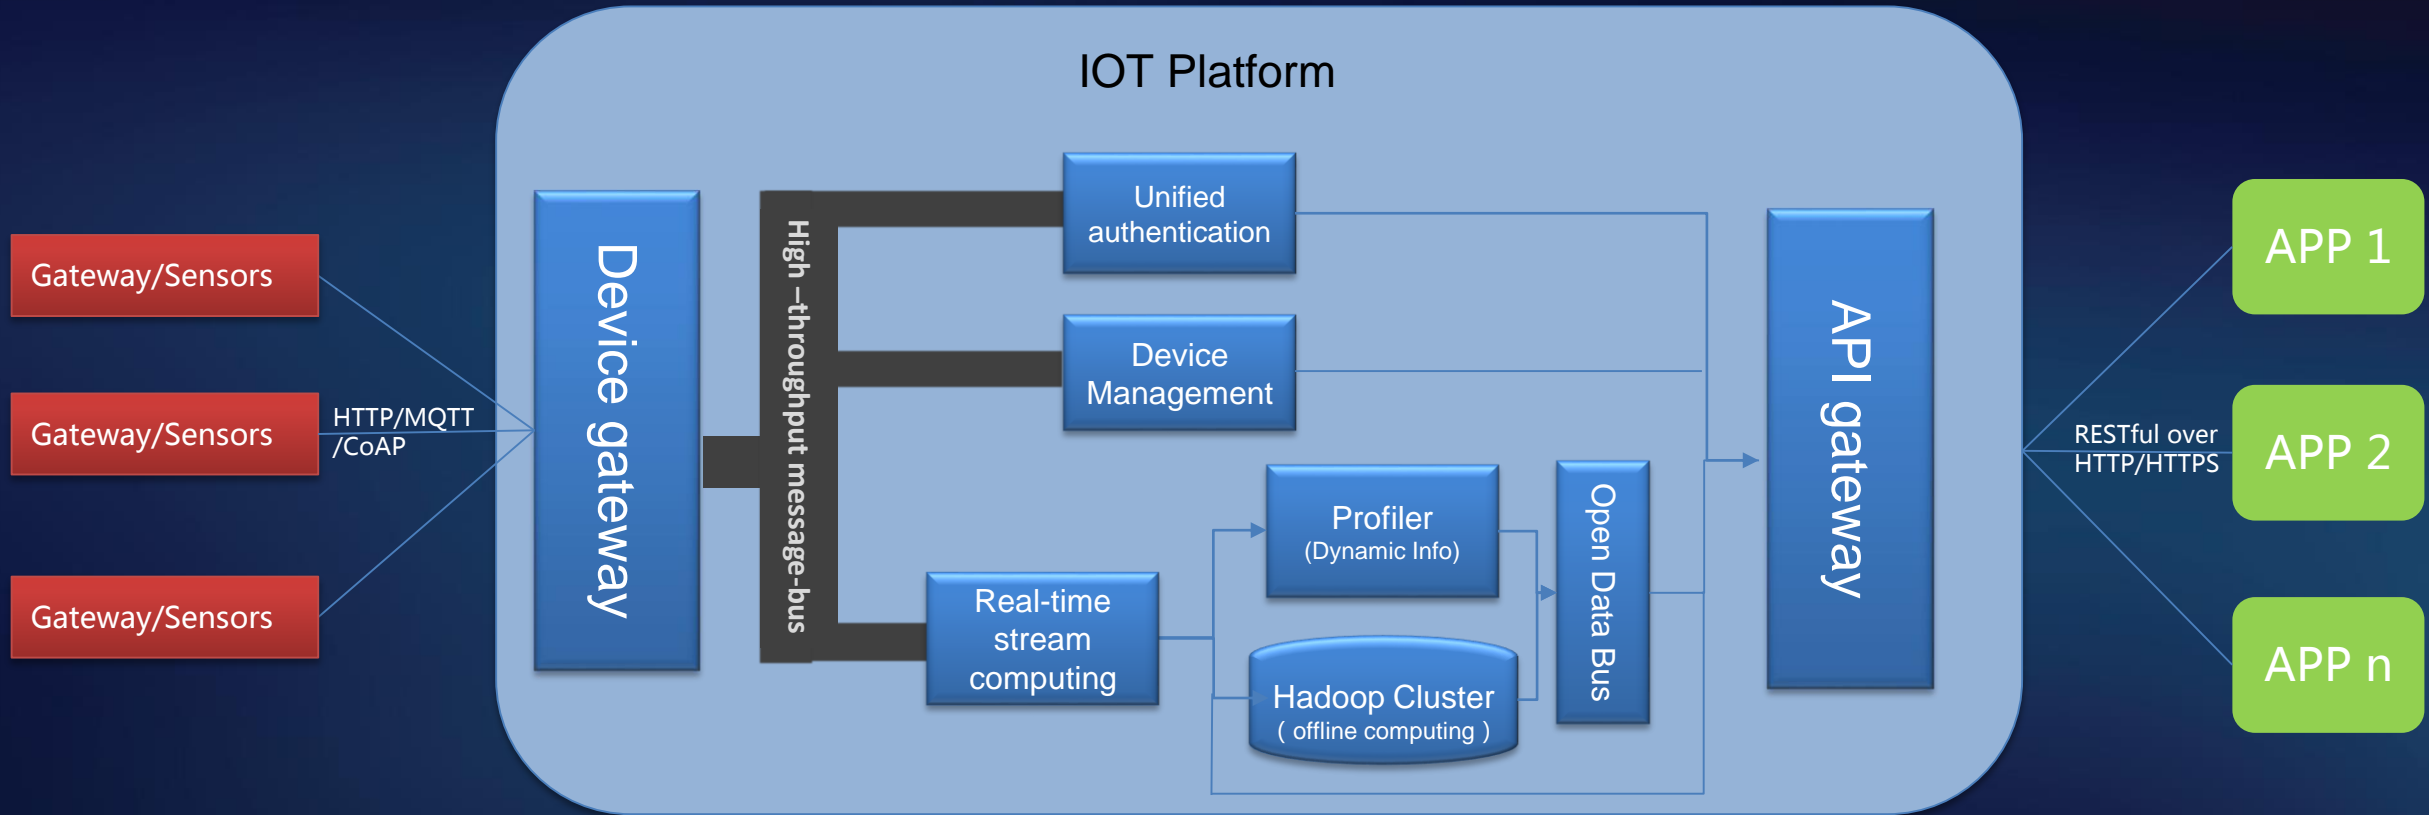 IOT Platform
Gateway/Sensors
Gateway/Sensors
Gateway/Sensors
HTTP/MQTT
/CoAP
Device gateway
High –throughput message-bus
Unified
authentication
Device
Management
Real-time
stream
computing
Profiler
(Dynamic Info)
Hadoop Cluster
( offline computing )
Open Data Bus
API gateway
RESTful over
HTTP/HTTPS
APP 1
APP 2
APP n